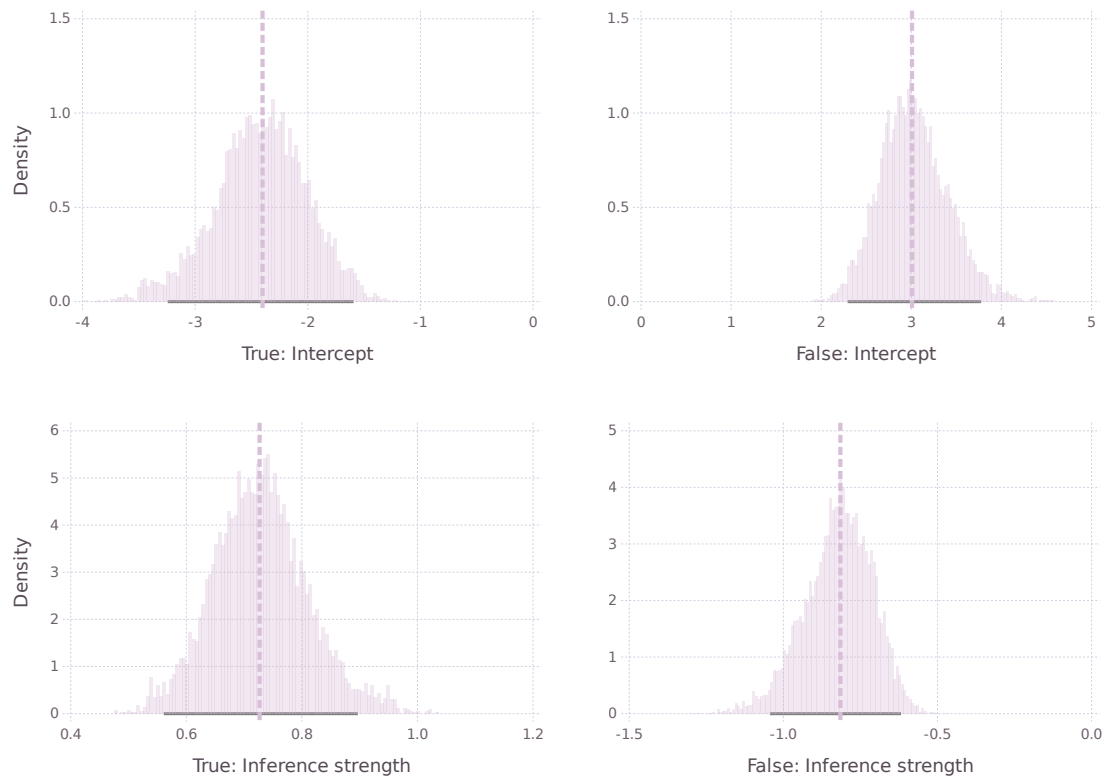 1.5
1.0
0.5
0.0
Density
-4 -3 -2 -1 0
True: Intercept
1.5
1.0
0.5
0.0
0 1 2 3 4 5
False: Intercept
6
5
4
3
2
1
0
Density
0.4 0.6 0.8 1.0 1.2
True: Inference strength
5
4
3
2
1
0
-1.5 -1.0 -0.5 0.0
False: Inference strength